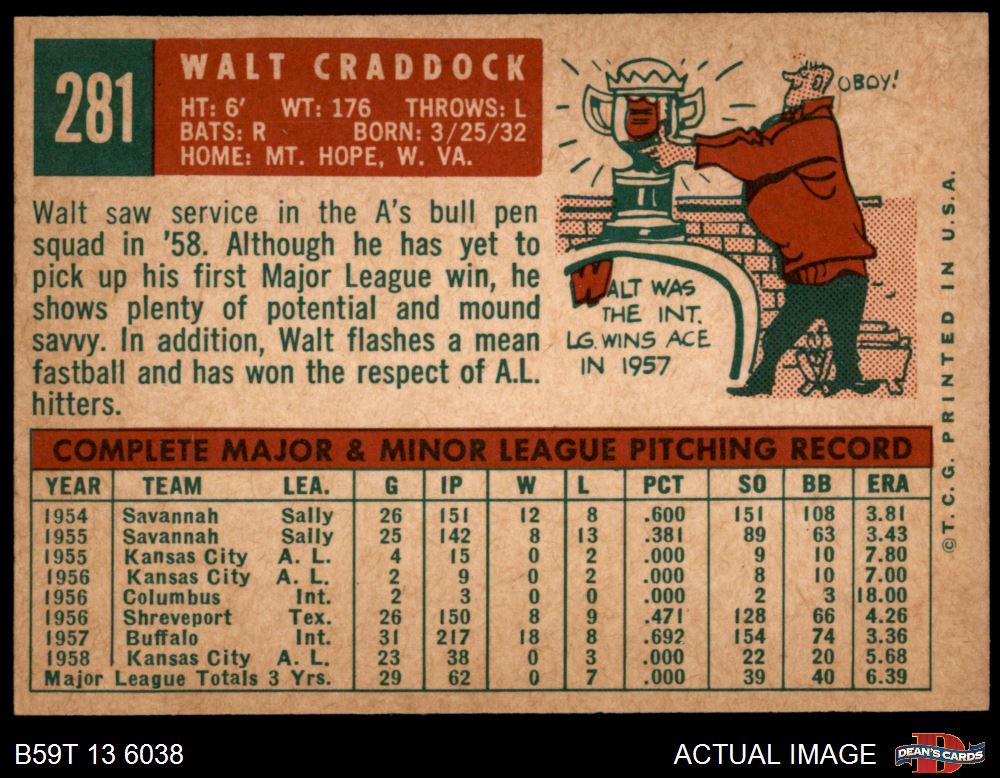 281
WALT CRADDOCK
HT: 6' WT: 176 THROWS: L
BATS: R BORN: 3/25/32
HOME: MT. HOPE, W. VA.
Walt saw service in the A's bull pen
squad in '58. Although he has yet to
pick up his first Major League win, he
shows plenty of potential and mound
savvy. In addition, Walt flashes a mean
fastball and has won the respect of A.L.
hitters.
O BOY!
WALT WAS
THE INT.
LG. WINS ACE
IN 1957
© T. C. G. PRINTED IN U.S.A.
COMPLETE MAJOR & MINOR LEAGUE PITCHING RECORD
YEAR TEAM LEA. G IP W L PCT SO BB ERA
1954 Savannah Sally 26 151 12 8 .600 151 108 3.81
1955 Savannah Sally 25 142 8 13 .381 89 63 3.43
1955 Kansas City A. L. 4 15 0 2 .000 9 10 7.80
1956 Kansas City A. L. 2 9 0 2 .000 8 10 7.00
1956 Columbus Int. 2 3 0 0 .000 2 3 18.00
1956 Shreveport Tex. 26 150 8 9 .471 128 66 4.26
1957 Buffalo Int. 31 217 18 8 .692 154 74 3.36
1958 Kansas City A. L. 23 38 0 3 .000 22 20 5.68
Major League Totals 3 Yrs. 29 62 0 7 .000 39 40 6.39
B59T 13 6038
ACTUAL IMAGE
DEAN'S CARDS